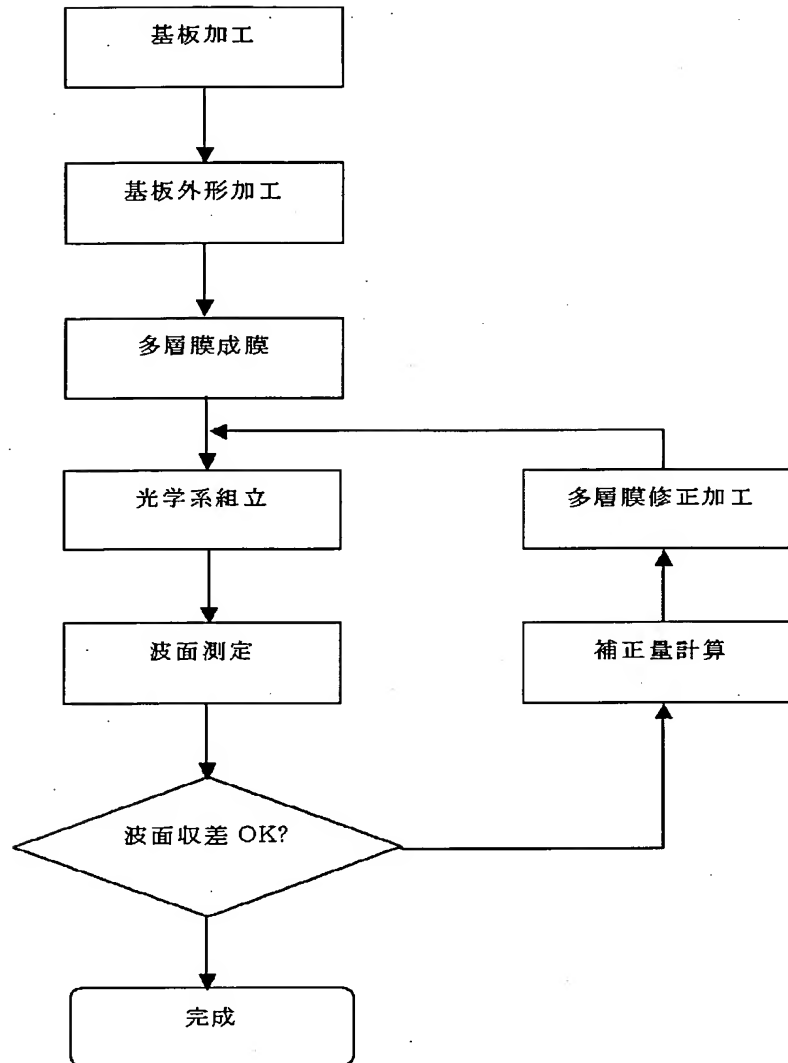 基板加工
基板外形加工
多層膜成膜
光学系組立
多層膜修正加工
波面測定
補正量計算
波面収差 OK?
完成